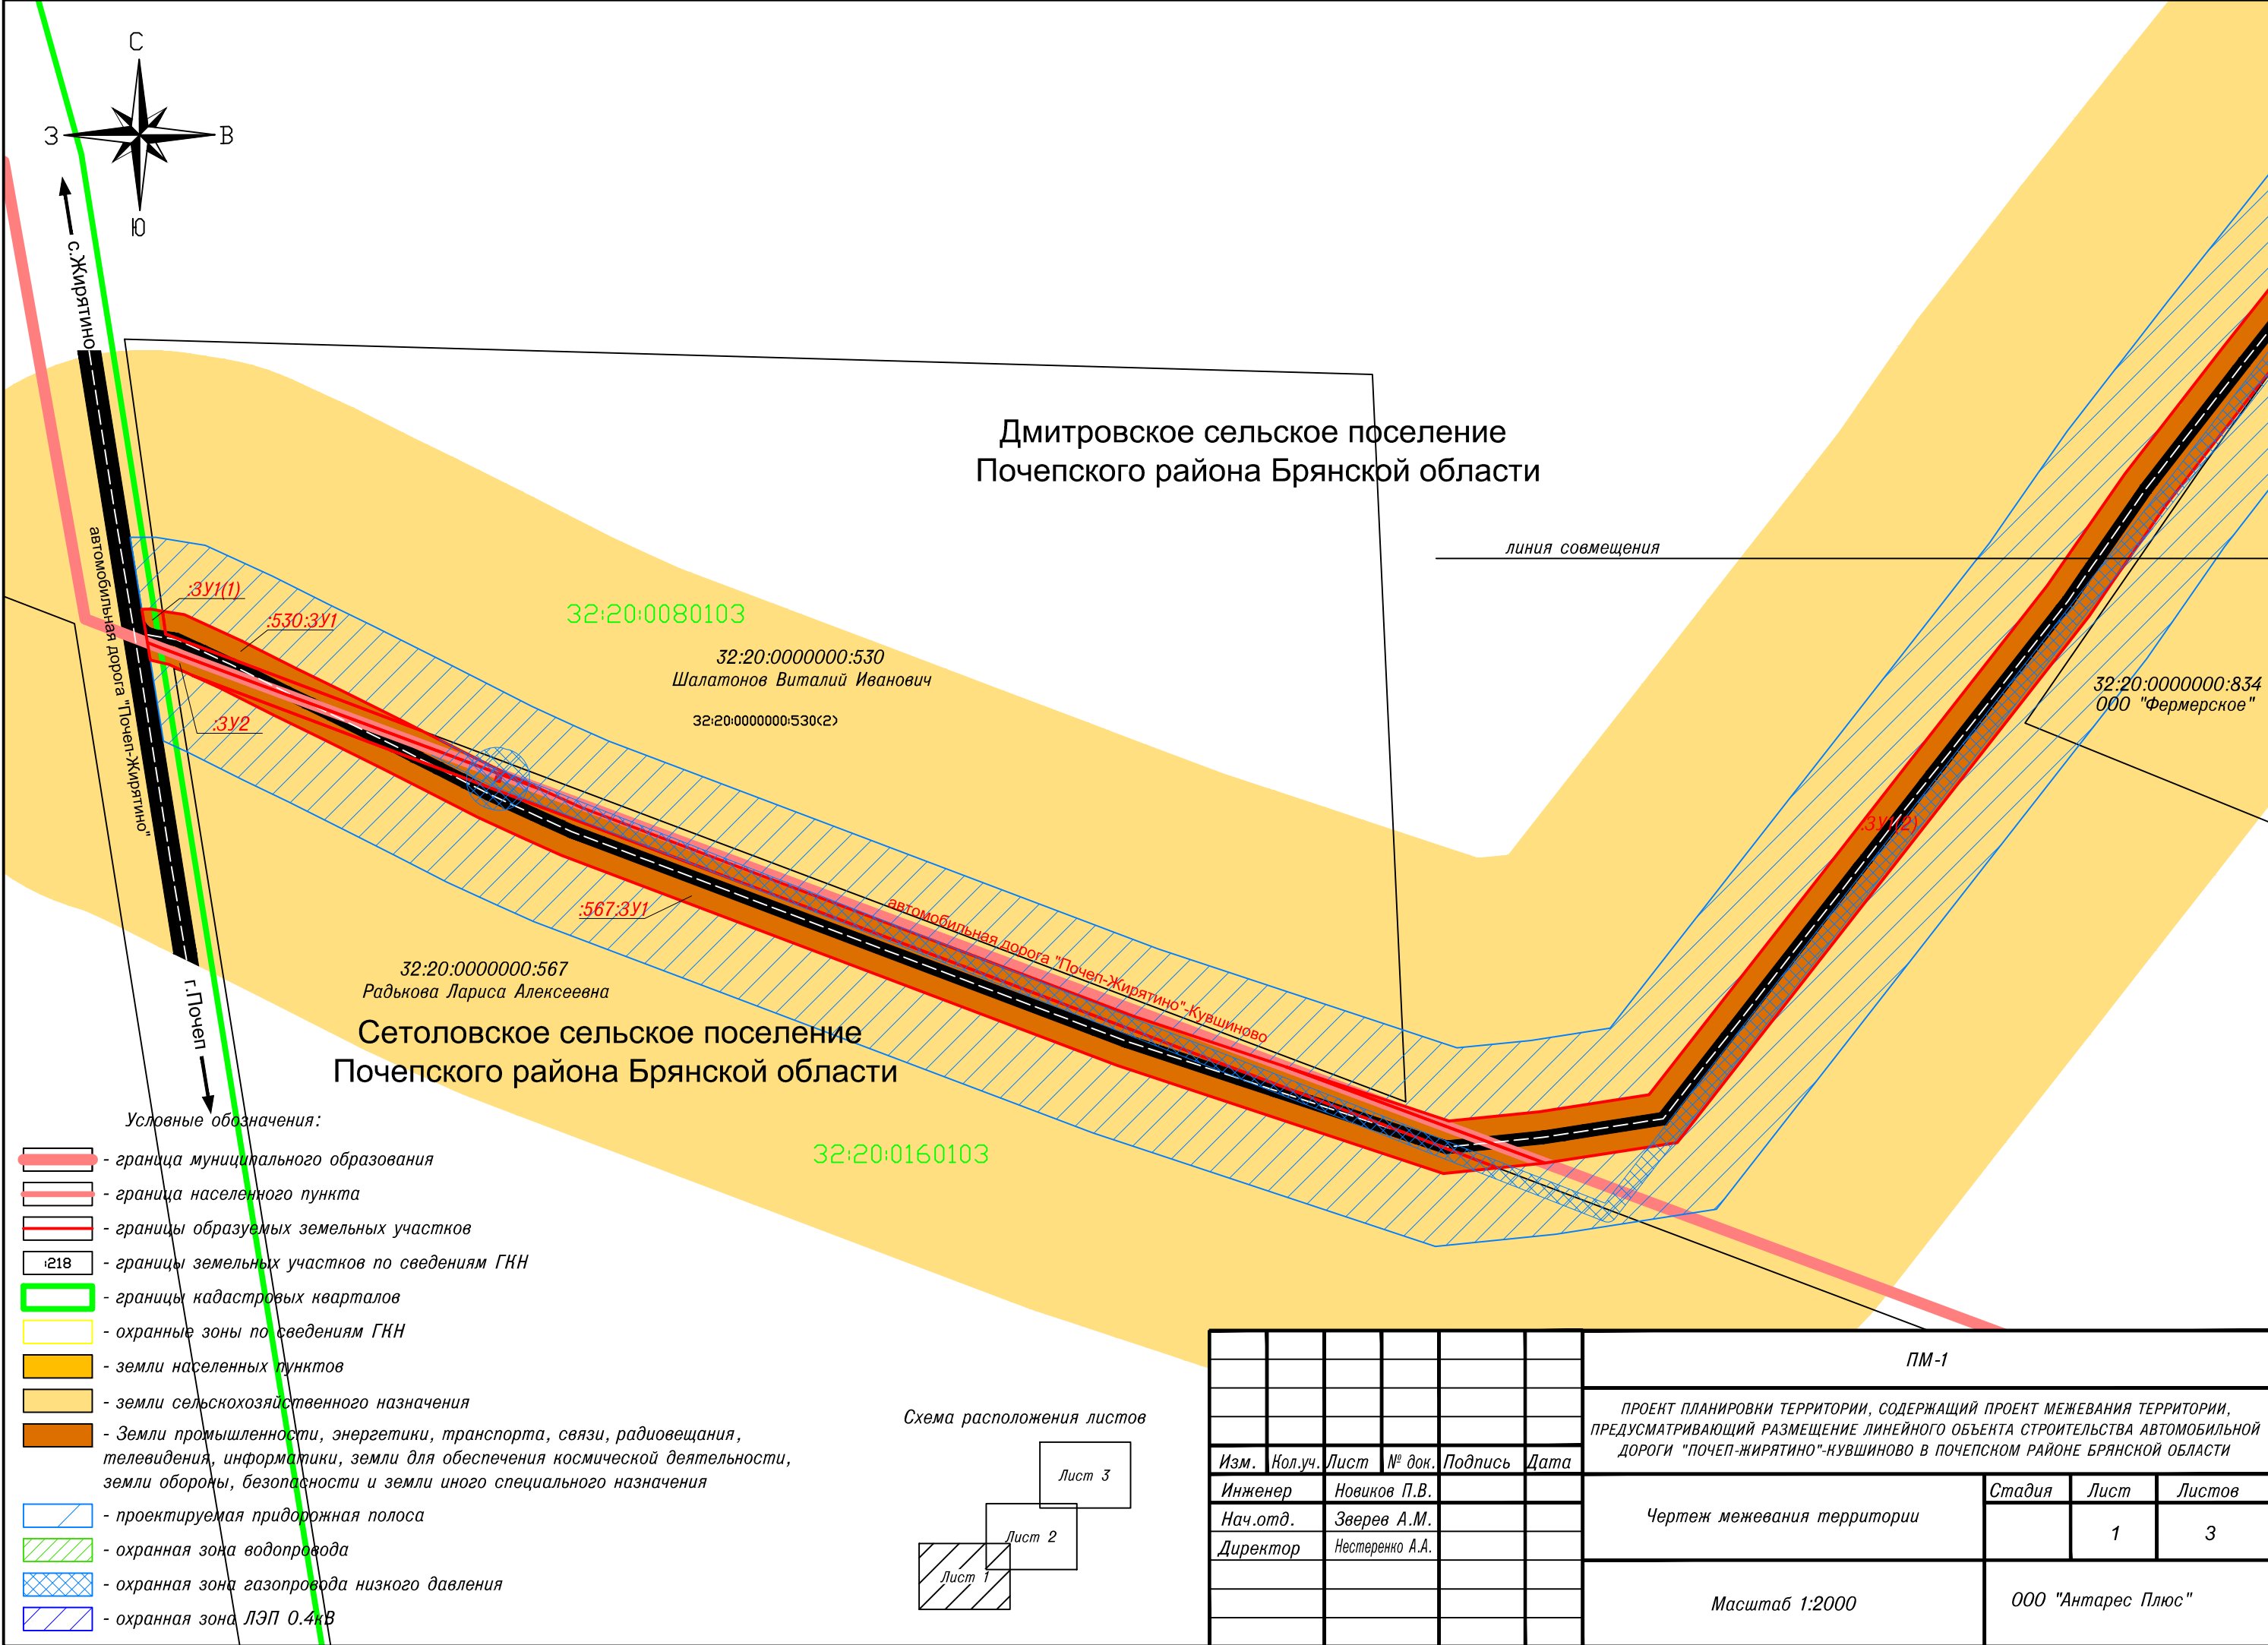 С
З
В
Ю
с.Жирятино
автомобильная дорога "Почеп-Жирятино"
г.Почеп
Дмитровское сельское поселение
Почепского района Брянской области
линия совмещения
:ЗУ1(1)
:530:ЗУ1
:ЗУ2
32:20:0080103
32:20:0000000:530
Шалатонов Виталий Иванович
32:20:0000000:530(2)
32:20:0000000:834
ООО "Фермерское"
:ЗУ1(2)
:567:ЗУ1
автомобильная дорога "Почеп-Жирятино"-Кувшиново
32:20:0000000:567
Радькова Лариса Алексеевна
Сетоловское сельское поселение
Почепского района Брянской области
32:20:0160103
Условные обозначения:
- граница муниципального образования
- граница населенного пункта
- границы образуемых земельных участков
:218 - границы земельных участков по сведениям ГКН
- границы кадастровых кварталов
- охранные зоны по сведениям ГКН
- земли населенных пунктов
- земли сельскохозяйственного назначения
- Земли промышленности, энергетики, транспорта, связи, радиовещания,
телевидения, информатики, земли для обеспечения космической деятельности,
земли обороны, безопасности и земли иного специального назначения
- проектируемая придорожная полоса
- охранная зона водопровода
- охранная зона газопровода низкого давления
- охранная зона ЛЭП 0.4кВ
Схема расположения листов
Лист 3
Лист 2
Лист 1
ПМ-1
ПРОЕКТ ПЛАНИРОВКИ ТЕРРИТОРИИ, СОДЕРЖАЩИЙ ПРОЕКТ МЕЖЕВАНИЯ ТЕРРИТОРИИ,
ПРЕДУСМАТРИВАЮЩИЙ РАЗМЕЩЕНИЕ ЛИНЕЙНОГО ОБЪЕКТА СТРОИТЕЛЬСТВА АВТОМОБИЛЬНОЙ
ДОРОГИ "ПОЧЕП-ЖИРЯТИНО"-КУВШИНОВО В ПОЧЕПСКОМ РАЙОНЕ БРЯНСКОЙ ОБЛАСТИ
Изм. Кол.уч. Лист № док. Подпись Дата
Инженер Новиков П.В.
Нач.отд. Зверев А.М.
Директор Нестеренко А.А.
Чертеж межевания территории
Стадия Лист Листов
1 3
Масштаб 1:2000
ООО "Антарес Плюс"